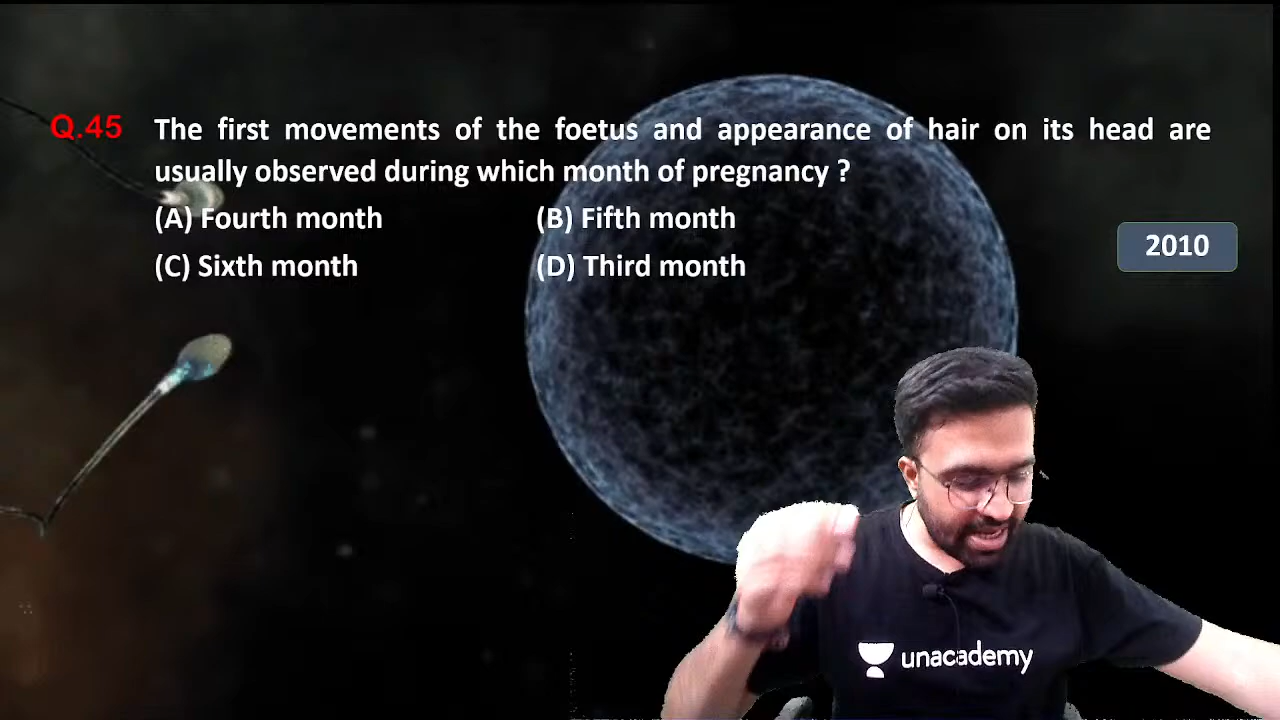 Q.45 The first movements of the foetus and appearance of hair on its head are
usually observed during which month of pregnancy ?
(A) Fourth month (B) Fifth month
(C) Sixth month (D) Third month
2010
unacademy